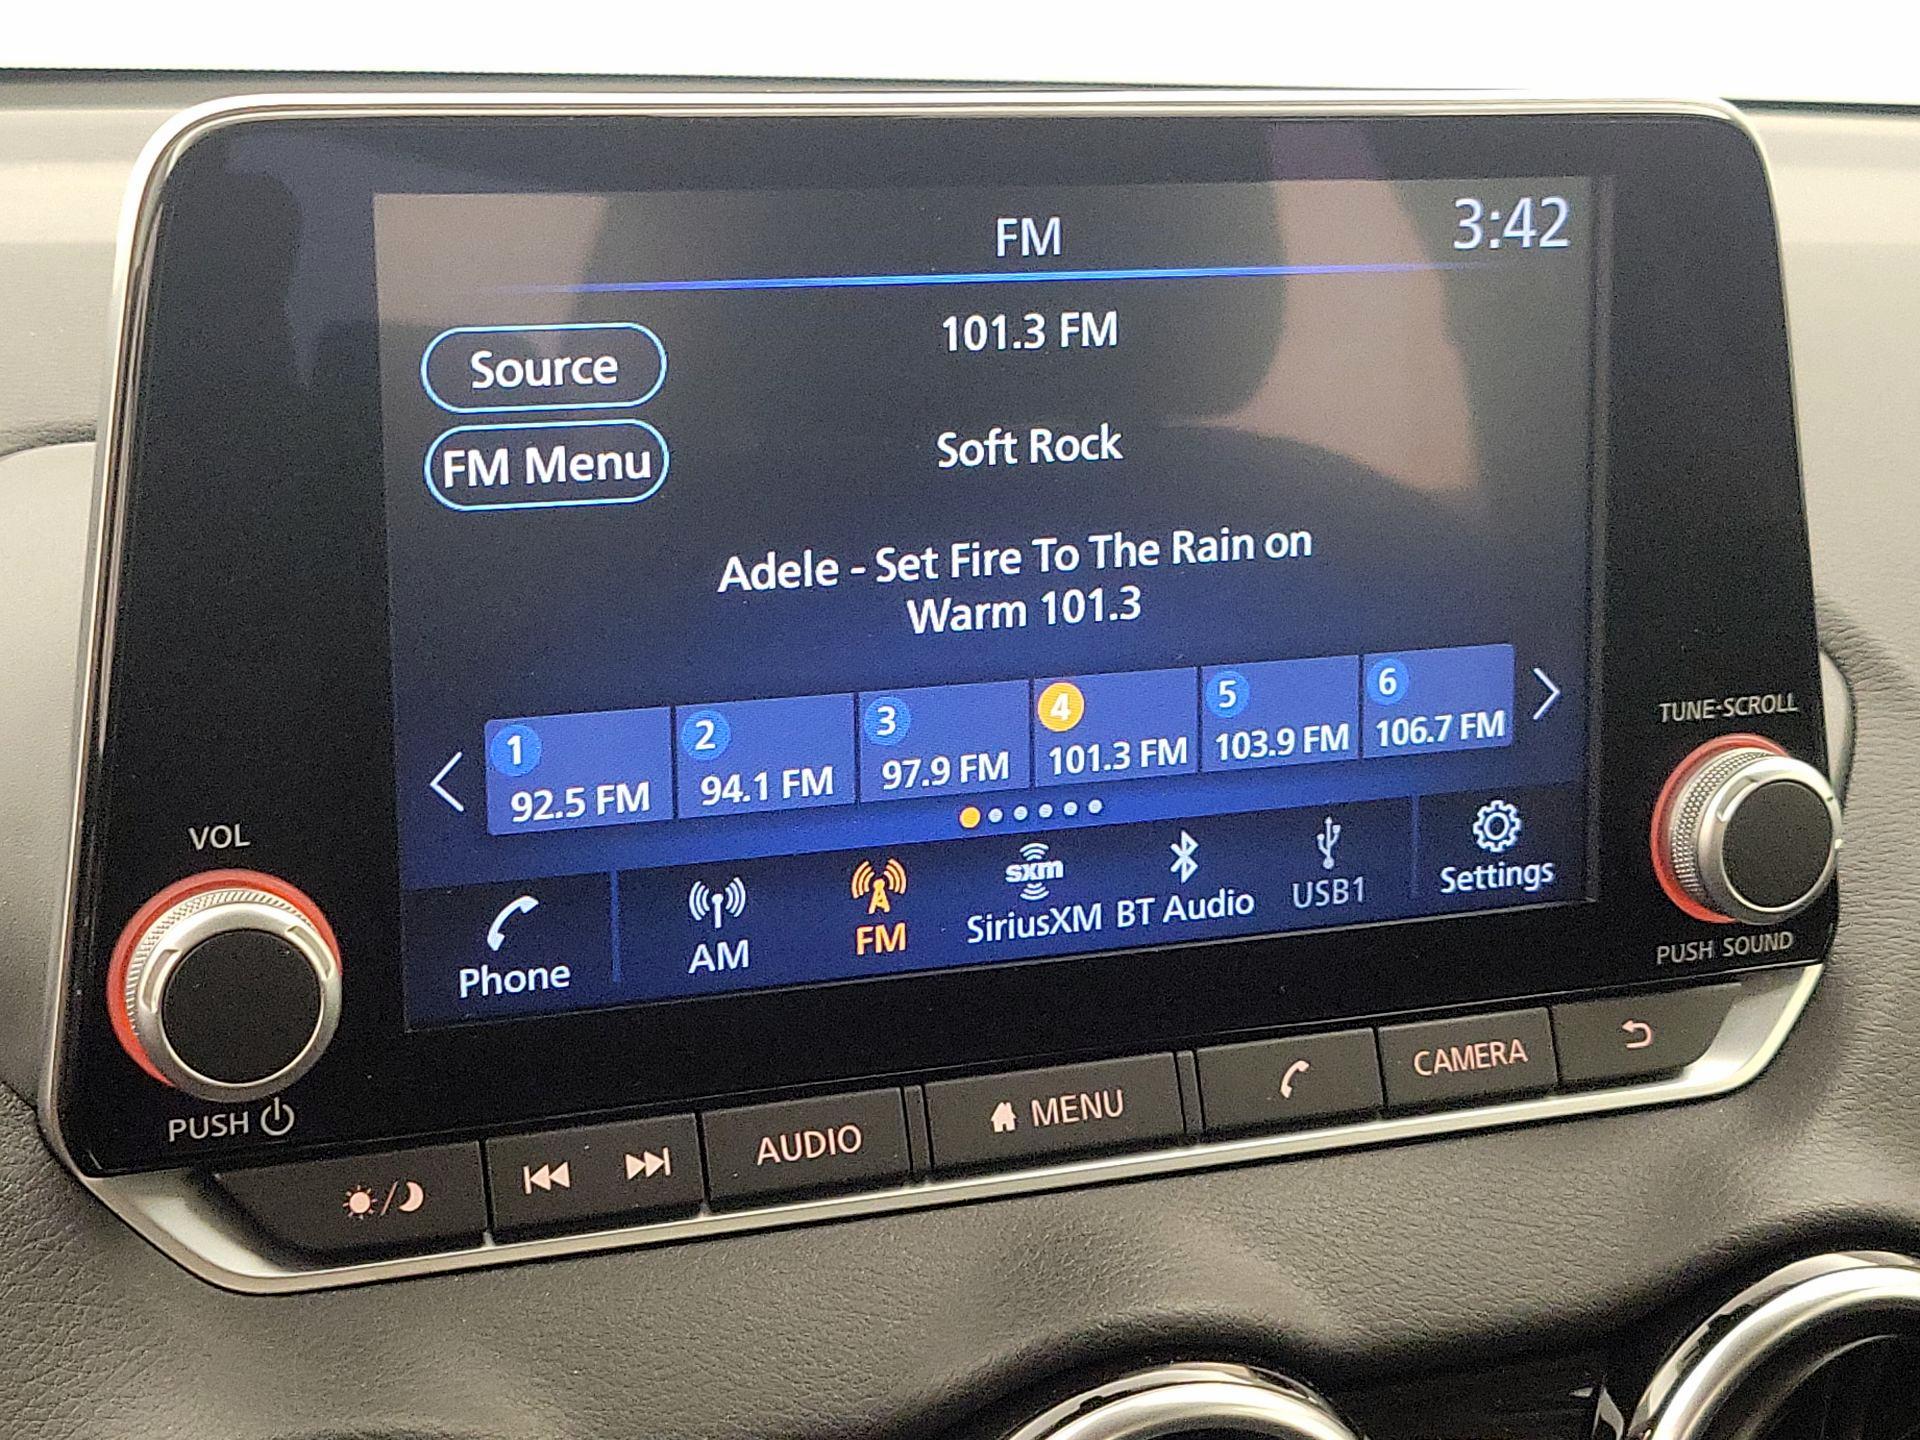 FM
3:42
101.3 FM
Source
Soft Rock
FM Menu
Adele - Set Fire To The Rain on
Warm 101.3
1
92.5 FM
2
94.1 FM
3
97.9 FM
4
101.3 FM
5
103.9 FM
6
106.7 FM
Phone
AM
FM
sxm
SiriusXM
BT Audio
USB1
Settings
VOL
PUSH
TUNE·SCROLL
PUSH SOUND
AUDIO
MENU
CAMERA